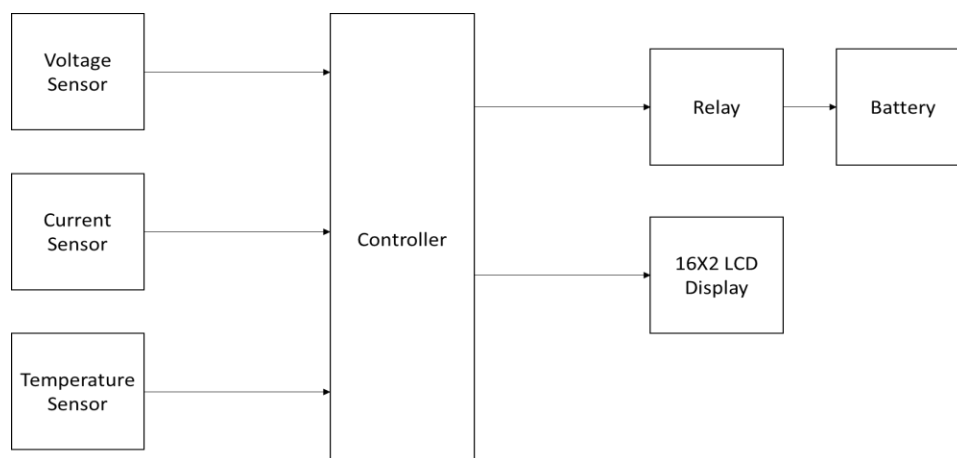 Voltage
Sensor
Current
Sensor
Temperature
Sensor
Controller
Relay
Battery
16X2 LCD
Display